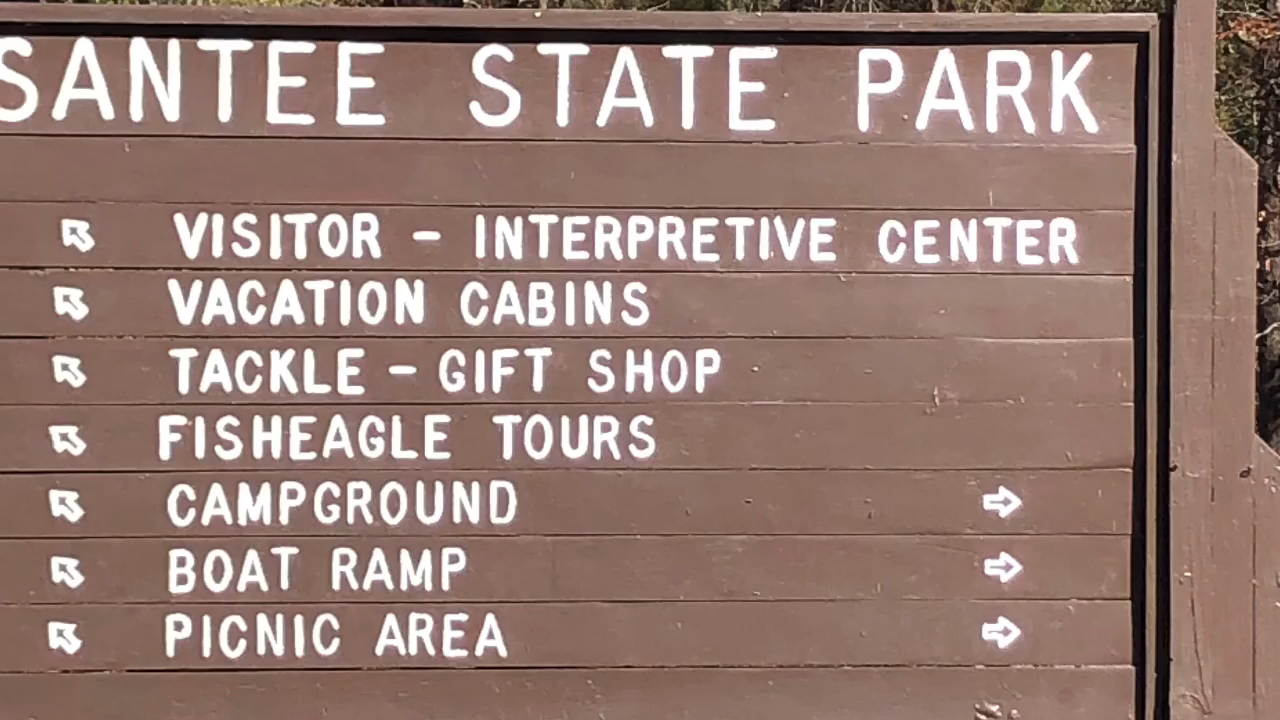 SANTEE STATE PARK
VISITOR - INTERPRETIVE CENTER
VACATION CABINS
TACKLE - GIFT SHOP
FISHEAGLE TOURS
CAMPGROUND
BOAT RAMP
PICNIC AREA